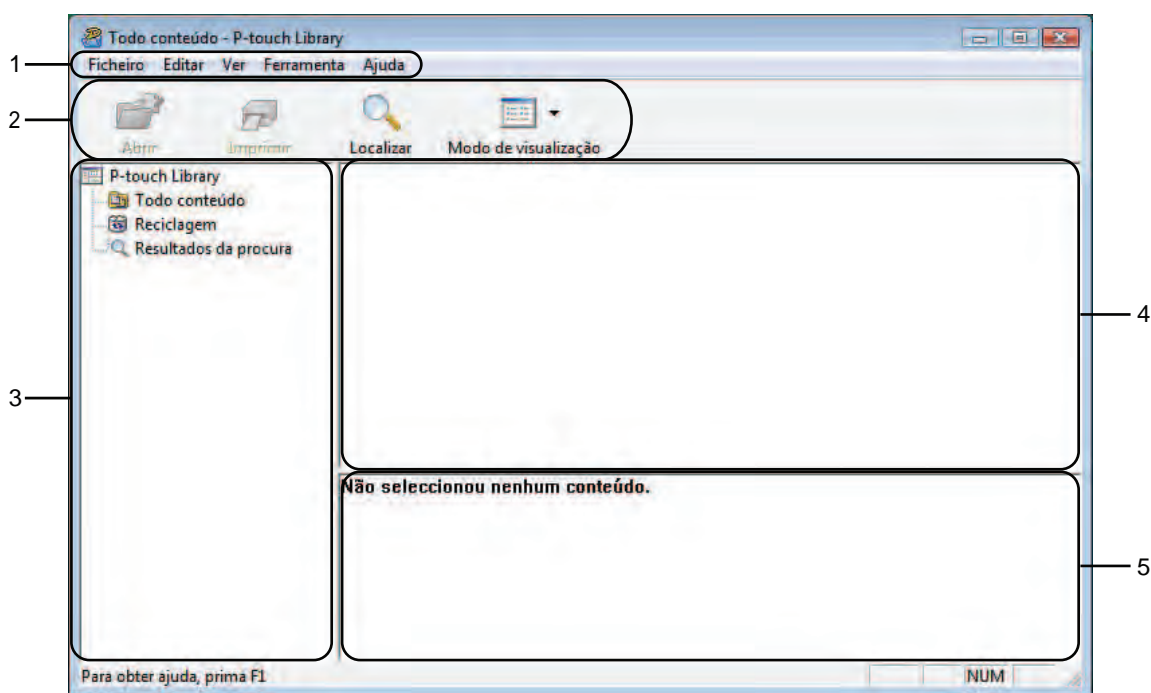 Todo conteúdo - P-touch Library
1
Ficheiro Editar Ver Ferramenta Ajuda
2
Abrir Imprimir Localizar Modo de visualização
3
P-touch Library
Todo conteúdo
Reciclagem
Resultados da procura
4
Não seleccionou nenhum conteúdo.
5
Para obter ajuda, prima F1 NUM